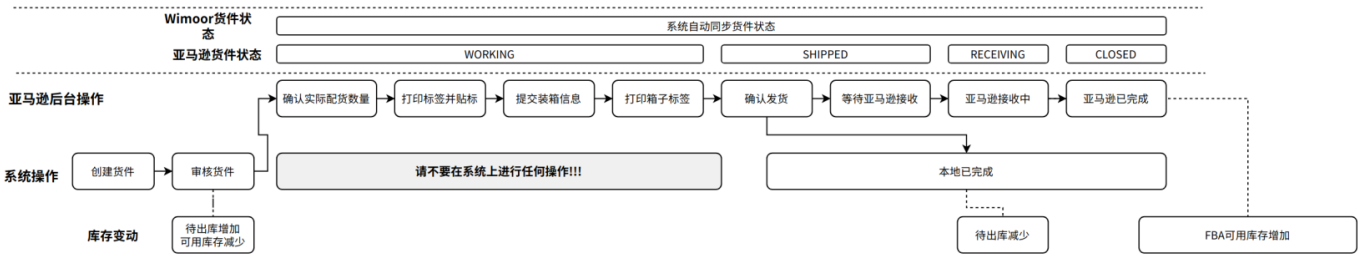 Wimoor货件状
态
系统自动同步货件状态
亚马逊货件状态
WORKING
SHIPPED
RECEIVING
CLOSED
亚马逊后台操作
确认实际配货数量
打印标签并贴标
提交装箱信息
打印箱子标签
确认发货
等待亚马逊接收
亚马逊接收中
亚马逊已完成
系统操作
创建货件
审核货件
请不要在系统上进行任何操作!!!
本地已完成
库存变动
待出库增加
可用库存减少
待出库减少
FBA可用库存增加